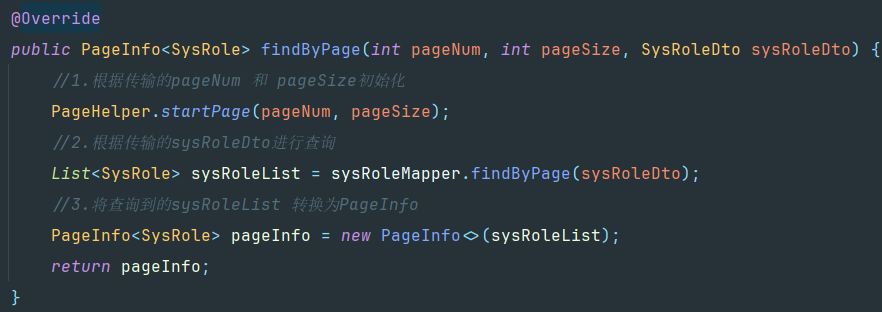 @Override
public PageInfo<SysRole> findByPage(int pageNum, int pageSize, SysRoleDto sysRoleDto) {
//1.根据传输的pageNum 和 pageSize初始化
PageHelper.startPage(pageNum, pageSize);
//2.根据传输的sysRoleDto进行查询
List<SysRole> sysRoleList = sysRoleMapper.findByPage(sysRoleDto);
//3.将查询到的sysRoleList 转换为PageInfo
PageInfo<SysRole> pageInfo = new PageInfo<>(sysRoleList);
return pageInfo;
}